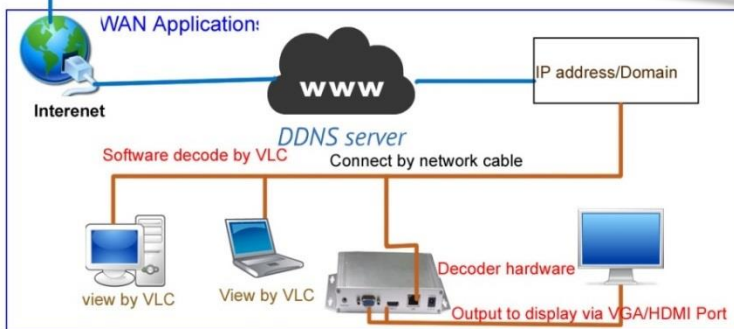 WAN Applications
IP address/Domain
www
Interenet
DDNS server
Software decode by VLC
Connect by network cable
Decoder hardware
view by VLC
View by VLC
Output to display via VGA/HDMI Port